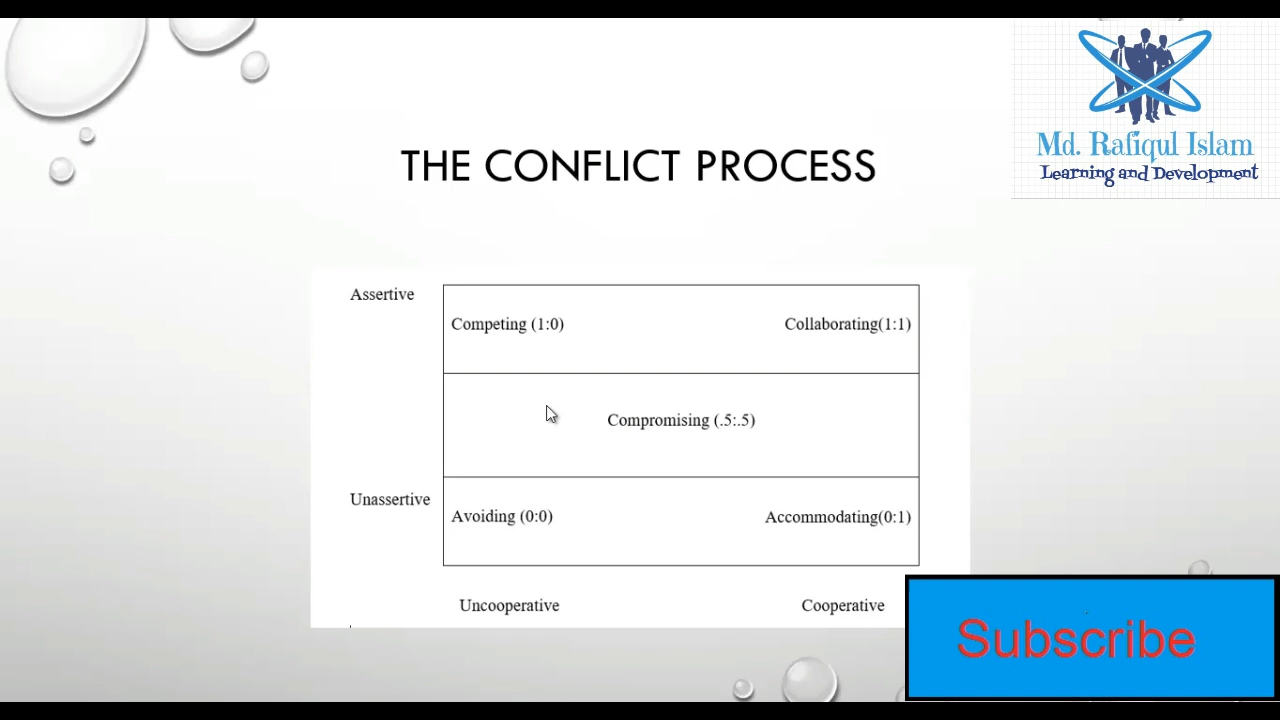 Md. Rafiqul Islam
Learning and Development
THE CONFLICT PROCESS
Assertive
Competing (1:0)
Collaborating(1:1)
Compromising (.5:.5)
Unassertive
Avoiding (0:0)
Accommodating(0:1)
Uncooperative
Cooperative
Subscribe